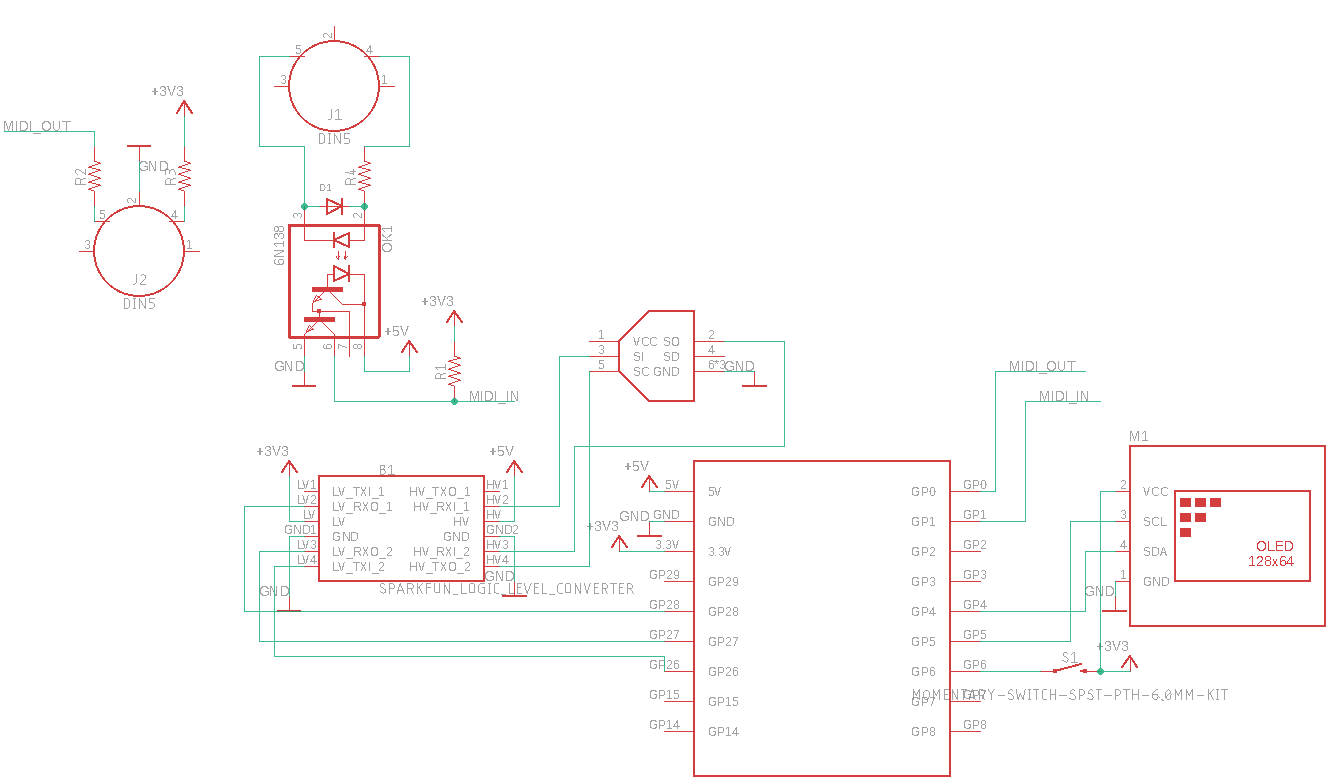 2
5
4
3
1
J1
DIN5
+3V3
MIDI_OUT
GND
R2
R3
2
5
4
3
1
J2
DIN5
R4
D1
3
2
6N138
OK1
5
6
7
8
GND
+5V
+3V3
R1
MIDI_IN
1
3
5
VCC SO
SI SD
SC GND
2
4
6*3
GND
MIDI_OUT
MIDI_IN
+3V3
B1
+5V
LV1
LV2
LV
GND1
LV3
LV4
LV_TXI_1
LV_RXO_1
LV
GND
LV_RXO_2
LV_TXI_2
HV_TXO_1
HV_RXI_1
HV
GND
HV_RXI_2
HV_TXO_2
HV1
HV2
HV
GND2
HV3
HV4
GND
GND
SPARKFUN_LOGIC_LEVEL_CONVERTER
+5V
GND
+3V3
5V
GND
3.3V
GP29
GP28
GP27
GP26
GP15
GP14
5V
GND
3.3V
GP29
GP28
GP27
GP26
GP15
GP14
GP0
GP1
GP2
GP3
GP4
GP5
GP6
GP7
GP8
GP0
GP1
GP2
GP3
GP4
GP5
GP6
GP7
GP8
M1
2
3
4
1
VCC
SCL
SDA
GND
OLED
128x64
GND
S1
+3V3
MOMENTARY-SWITCH-SPST-PTH-6.0MM-KIT